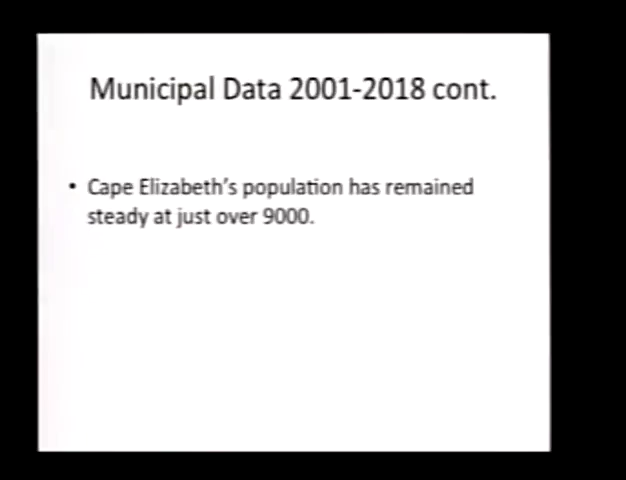 Municipal Data 2001-2018 cont.
• Cape Elizabeth's population has remained
steady at just over 9000.